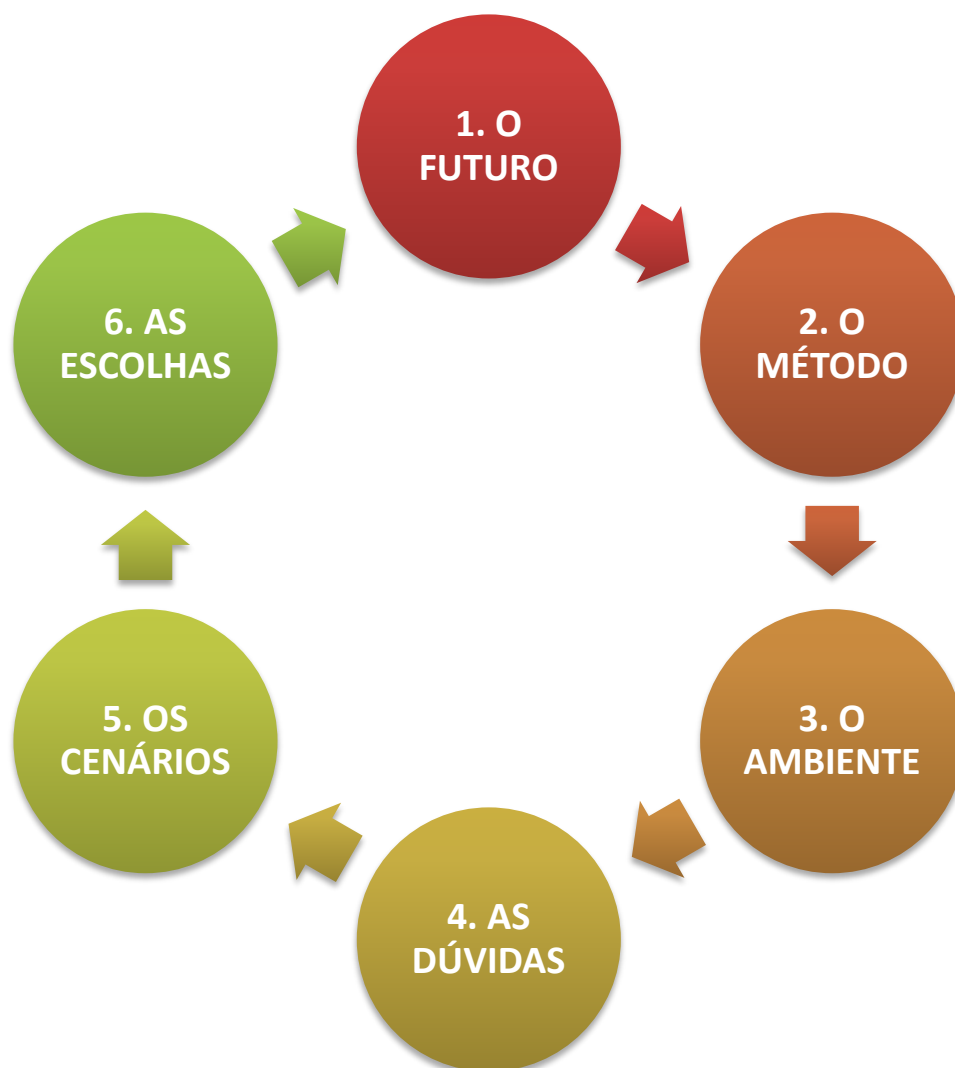 1. O
FUTURO
2. O
MÉTODO
3. O
AMBIENTE
4. AS
DÚVIDAS
5. OS
CENÁRIOS
6. AS
ESCOLHAS